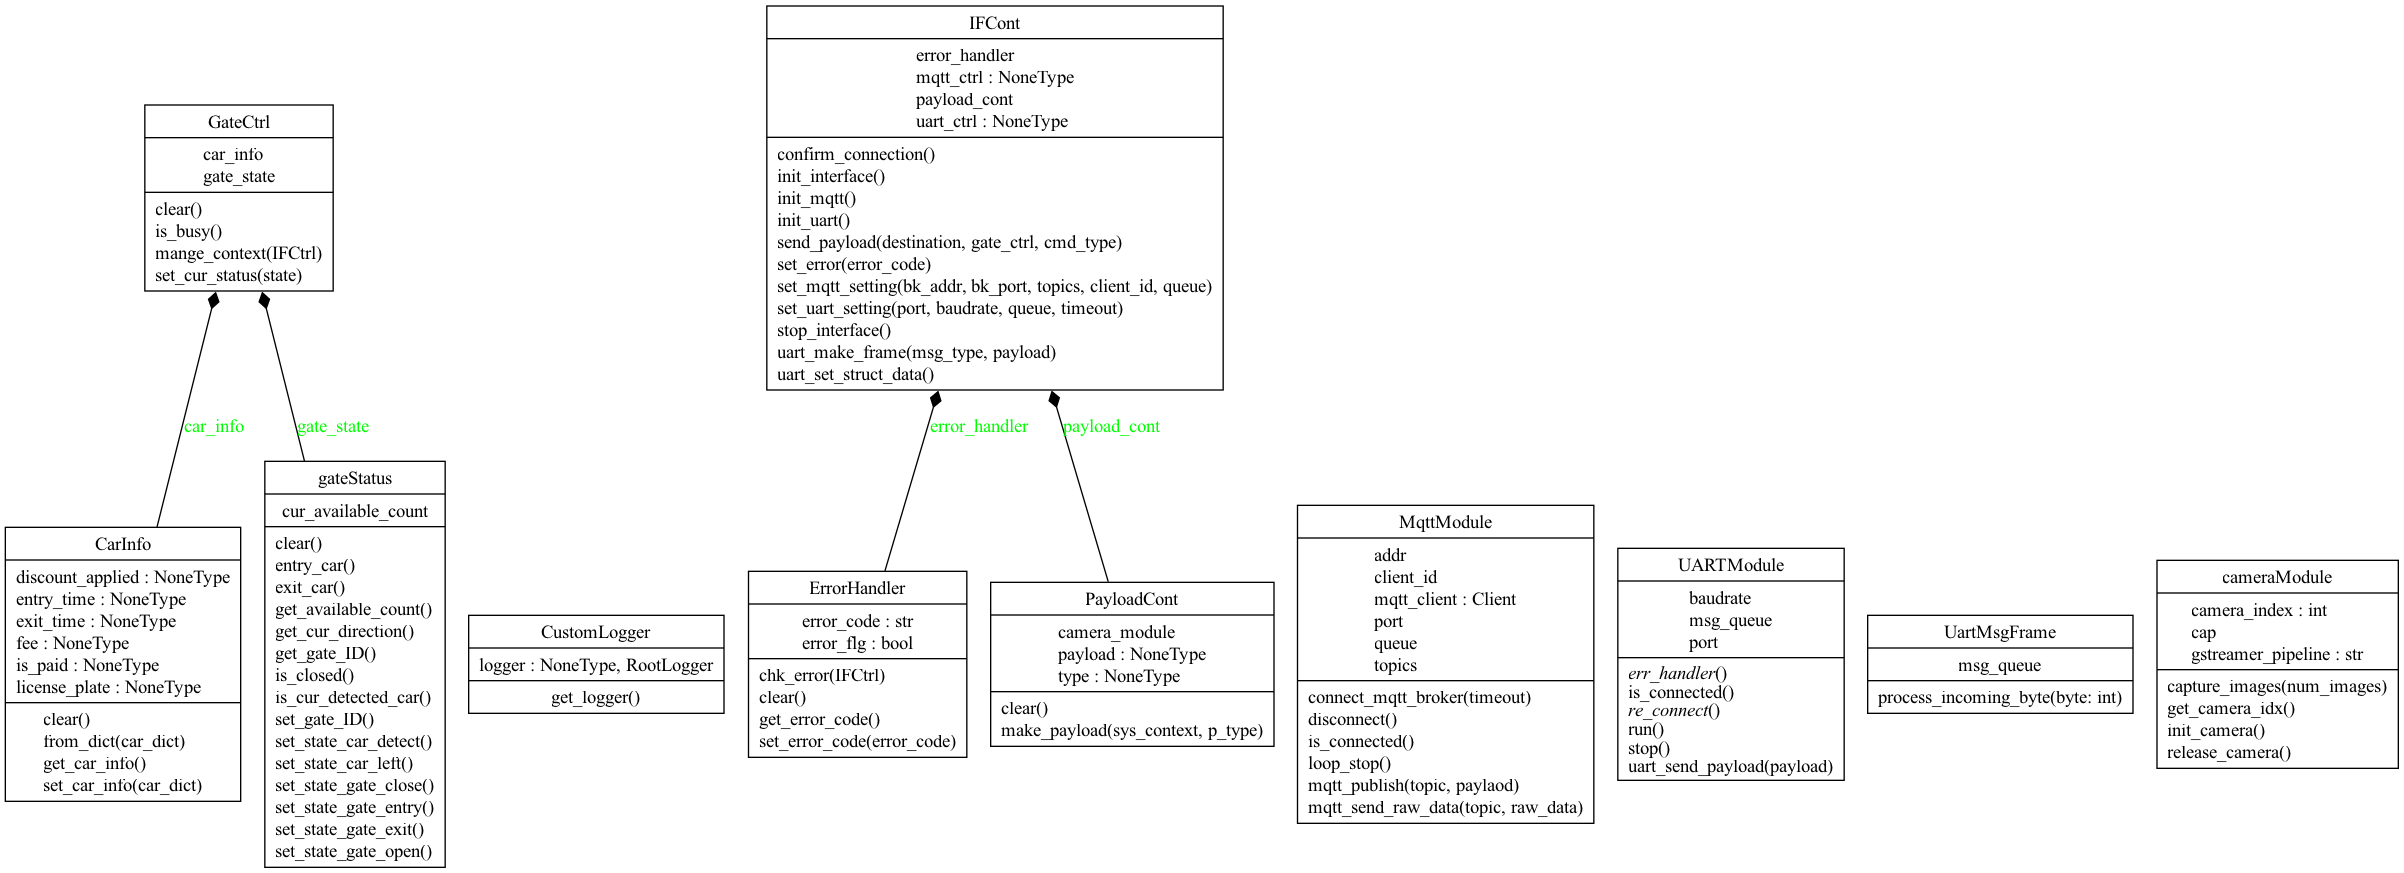 IFCont
error_handler
mqtt_ctrl : NoneType
payload_cont
uart_ctrl : NoneType
confirm_connection()
init_interface()
init_mqtt()
init_uart()
send_payload(destination, gate_ctrl, cmd_type)
set_error(error_code)
set_mqtt_setting(bk_addr, bk_port, topics, client_id, queue)
set_uart_setting(port, baudrate, queue, timeout)
stop_interface()
uart_make_frame(msg_type, payload)
uart_set_struct_data()
GateCtrl
car_info
gate_state
clear()
is_busy()
mange_context(IFCtrl)
set_cur_status(state)
car_info
gate_state
error_handler
payload_cont
CarInfo
discount_applied : NoneType
entry_time : NoneType
exit_time : NoneType
fee : NoneType
is_paid : NoneType
license_plate : NoneType
clear()
from_dict(car_dict)
get_car_info()
set_car_info(car_dict)
gateStatus
cur_available_count
clear()
entry_car()
exit_car()
get_available_count()
get_cur_direction()
get_gate_ID()
is_closed()
is_cur_detected_car()
set_gate_ID()
set_state_car_detect()
set_state_car_left()
set_state_gate_close()
set_state_gate_entry()
set_state_gate_exit()
set_state_gate_open()
CustomLogger
logger : NoneType, RootLogger
get_logger()
ErrorHandler
error_code : str
error_flg : bool
chk_error(IFCtrl)
clear()
get_error_code()
set_error_code(error_code)
PayloadCont
camera_module
payload : NoneType
type : NoneType
clear()
make_payload(sys_context, p_type)
MqttModule
addr
client_id
mqtt_client : Client
port
queue
topics
connect_mqtt_broker(timeout)
disconnect()
is_connected()
loop_stop()
mqtt_publish(topic, paylaod)
mqtt_send_raw_data(topic, raw_data)
UARTModule
baudrate
msg_queue
port
err_handler()
is_connected()
re_connect()
run()
stop()
uart_send_payload(payload)
UartMsgFrame
msg_queue
process_incoming_byte(byte: int)
cameraModule
camera_index : int
cap
gstreamer_pipeline : str
capture_images(num_images)
get_camera_idx()
init_camera()
release_camera()